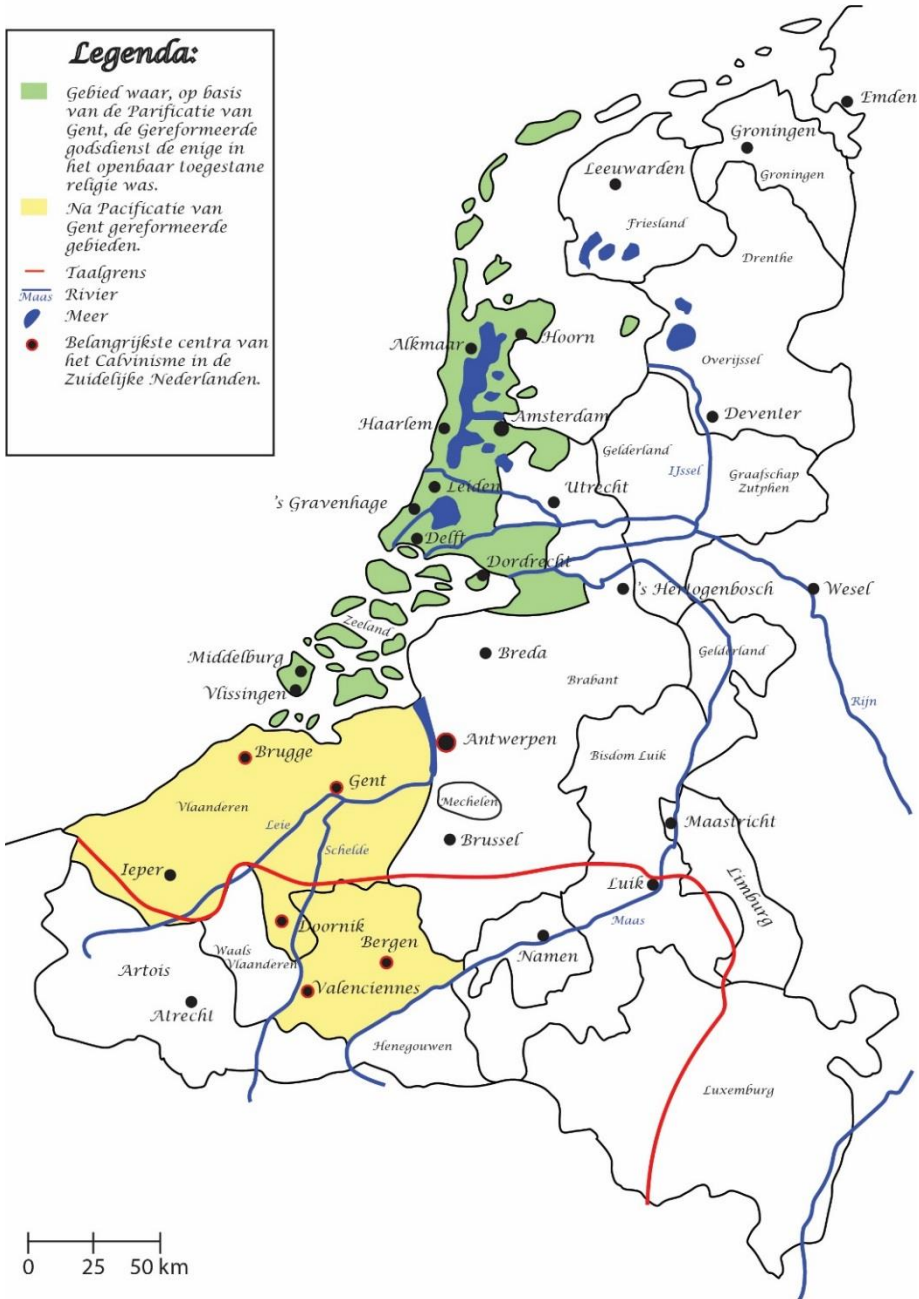 Legenda:
Gebied waar, op basis
van de Parificatie van
Gent, de Gereformeerde
godsdienst de enige in
het openbaar toegestane
religie was.
Na Pacificatie van
Gent gereformeerde
gebieden.
Taalgrens
Maas Rivier
Meer
Belangrijkste centra van
het Calvinisme in de
Zuidelijke Nederlanden.
Emden
Groningen
Groningen
Leeuwarden
Friesland
Drenthe
Hoorn
Alkmaar
Overijssel
Deventer
Haarlem
Amsterdam
Gelderland
IJssel
Graafschap
Zutphen
Leiden
Utrecht
's Gravenhage
Delft
Dordrecht
's Hertogenbosch
Wesel
Zeeland
Middelburg
Vlissingen
Breda
Brabant
Gelderland
Rijn
Antwerpen
Brugge
Gent
Bisdom Luik
Vlaanderen
Leie
Mechelen
Schelde
Brussel
Maastricht
Ieper
Luik
Limburg
Doornik
Maas
Waals
Vlaanderen
Bergen
Namen
Artois
Valenciennes
Atrecht
Henegouwen
Luxemburg
0 25 50 km